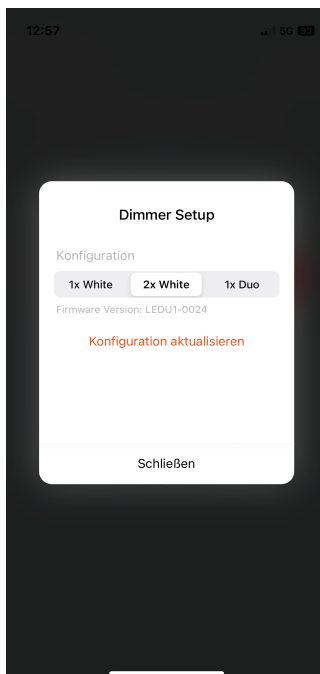 12:57
5G 93
Dimmer Setup
Konfiguration
1x White 2x White 1x Duo
Firmware Version: LEDU1-0024
Konfiguration aktualisieren
Schließen